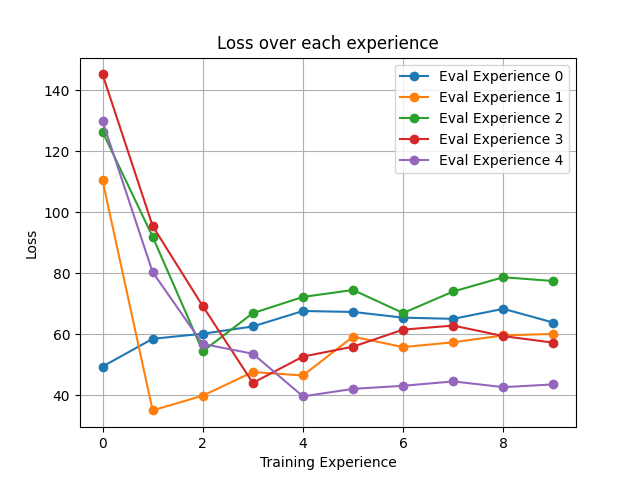 Loss over each experience
Eval Experience 0
Eval Experience 1
Eval Experience 2
Eval Experience 3
Eval Experience 4
140
120
100
80
60
40
Loss
0 2 4 6 8
Training Experience